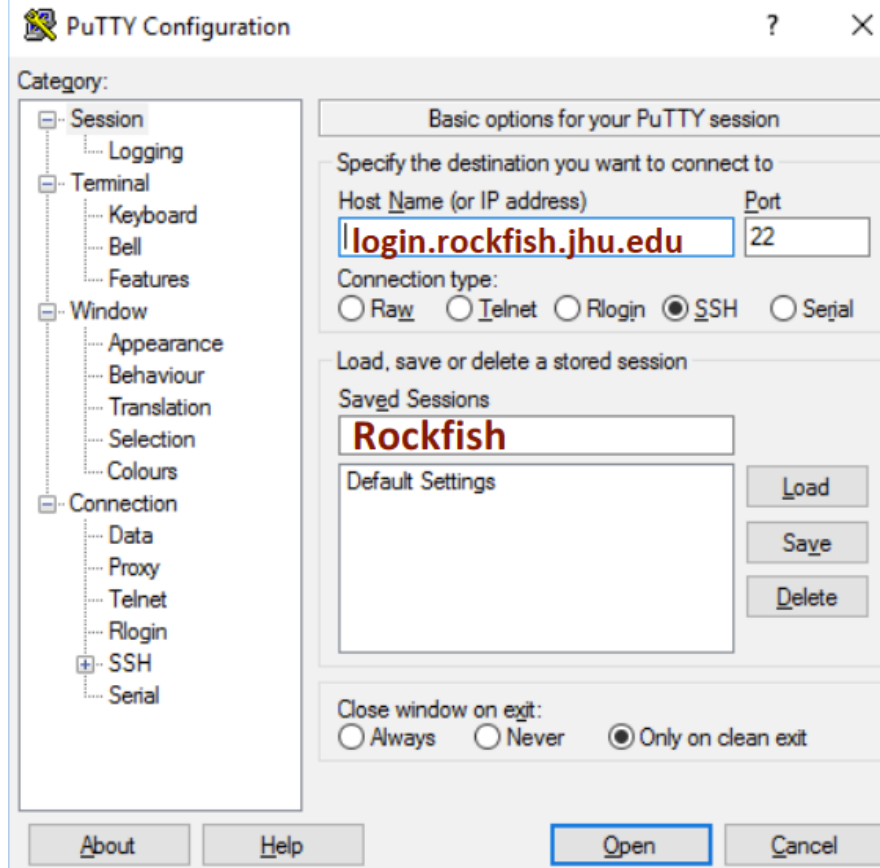 PuTTY Configuration
?
Category:
Session
Logging
Terminal
Keyboard
Bell
Features
Window
Appearance
Behaviour
Translation
Selection
Colours
Connection
Data
Proxy
Telnet
Rlogin
SSH
Serial
Basic options for your PuTTY session
Specify the destination you want to connect to
Host Name (or IP address) Port
login.rockfish.jhu.edu 22
Connection type:
Raw Telnet Rlogin SSH Serial
Load, save or delete a stored session
Saved Sessions
Rockfish
Default Settings
Load
Save
Delete
Close window on exit:
Always Never Only on clean exit
About Help Open Cancel